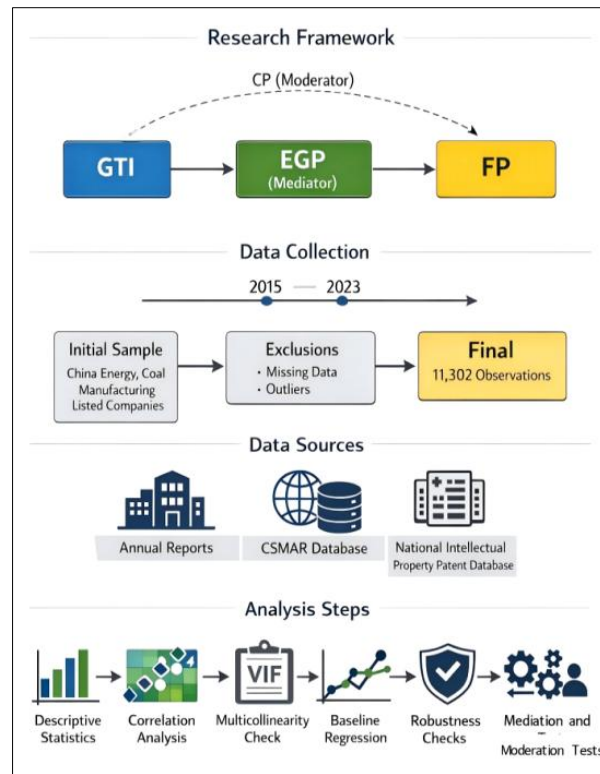 Research Framework
CP (Moderator)
GTI
EGP
(Mediator)
FP
Data Collection
2015 — 2023
Initial Sample
China Energy, Coal
Manufacturing
Listed Companies
Exclusions
• Missing Data
• Outliers
Final
11,302 Observations
Data Sources
Annual Reports
CSMAR Database
National Intellectual
Property Patent Database
Analysis Steps
VIF
Descriptive
Statistics
Correlation
Analysis
Multicollinearity
Check
Baseline
Regression
Robustness
Checks
Mediation and
Moderation Tests